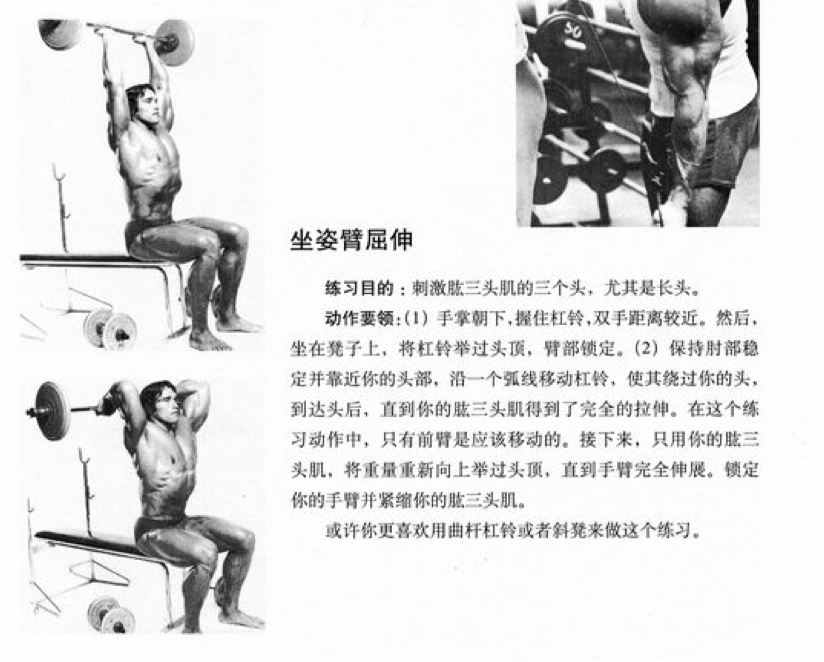 50
坐姿臂屈伸
练习目的：刺激肱三头肌的三个头，尤其是长头。
动作要领:(1) 手掌朝下,握住杠铃,双手距离较近。然后，
坐在凳子上，将杠铃举过头顶，臂部锁定。(2) 保持肘部稳
定并靠近你的头部，沿一个弧线移动杠铃，使其绕过你的头，
到达头后，直到你的肱三头肌得到了完全的拉伸。在这个练
习动作中，只有前臂是应该移动的。接下来，只用你的肱三
头肌，将重量重新向上举过头顶，直到手臂完全伸展。锁定
你的手臂并紧缩你的肱三头肌。
或许你更喜欢用曲杆杠铃或者斜凳来做这个练习。